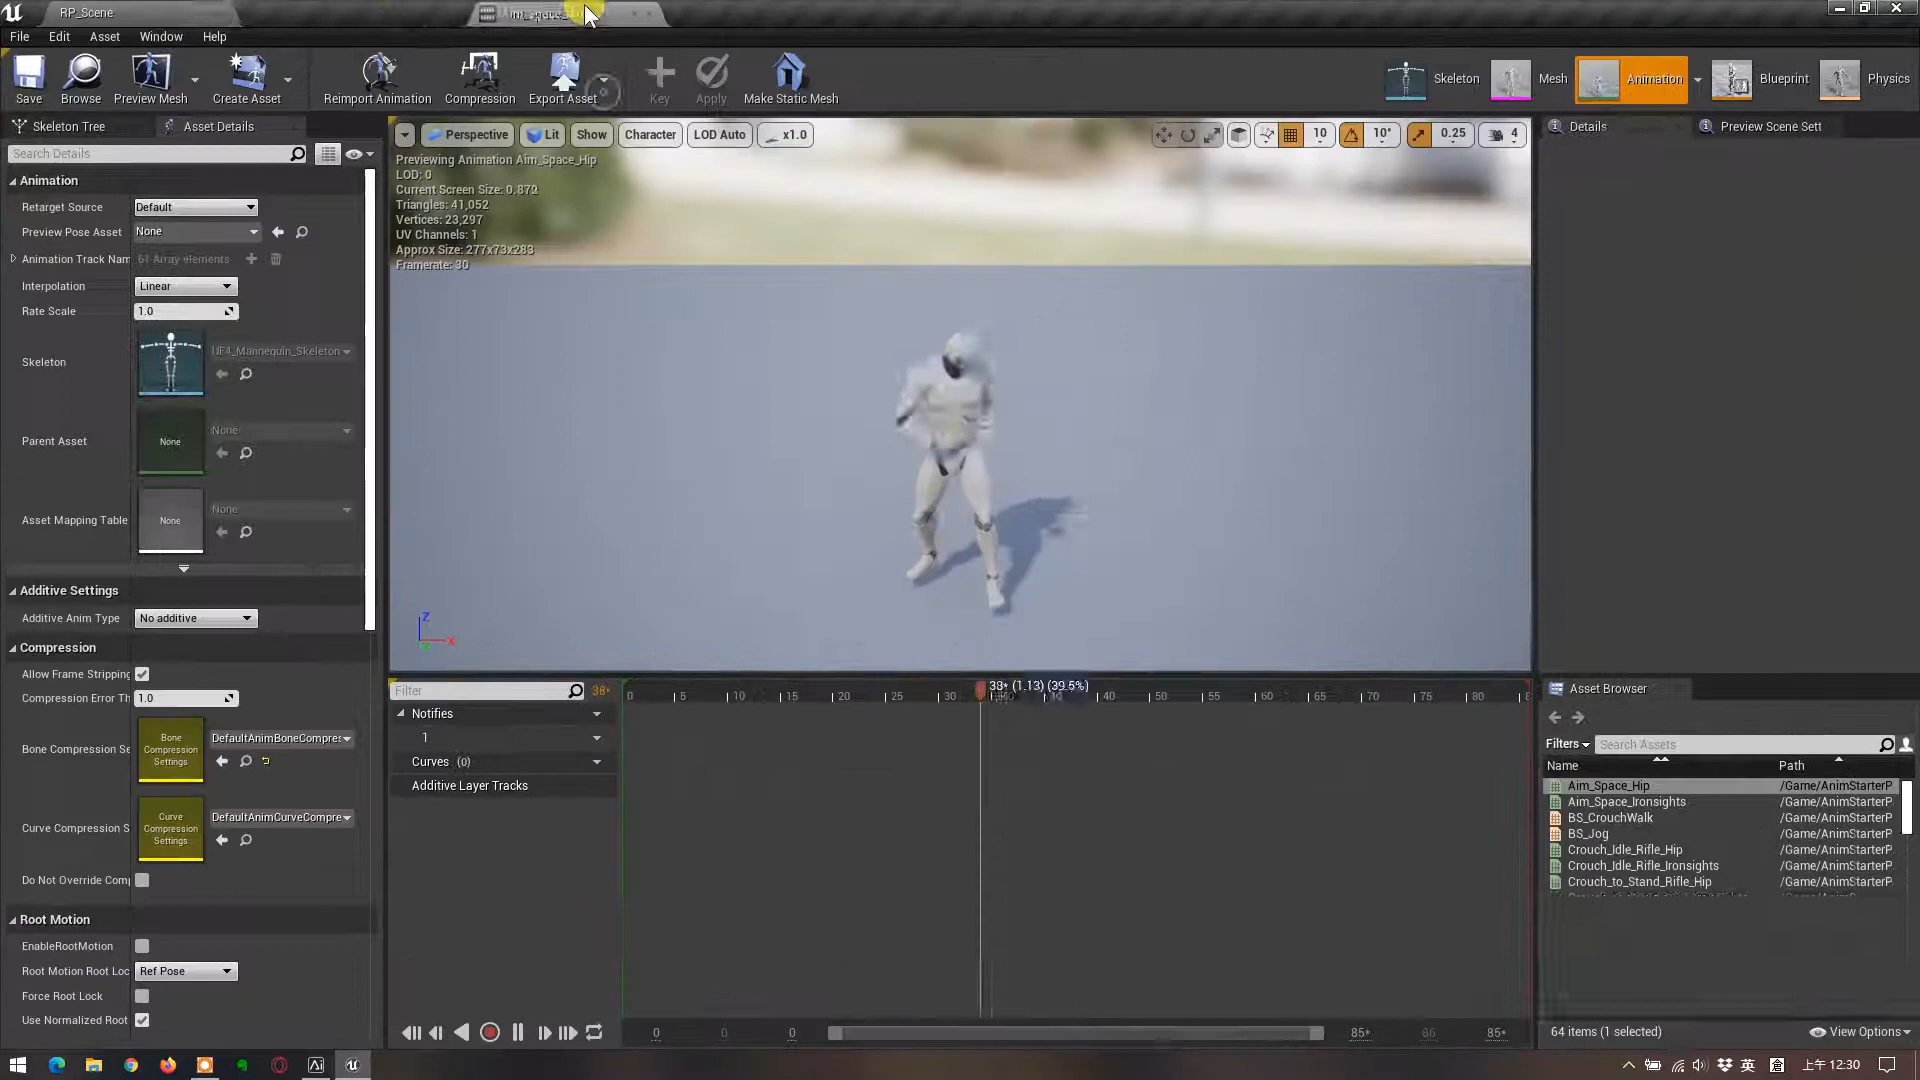 RP_Scene
File Edit Asset Window Help
Save Browse Preview Mesh Create Asset Reimport Animation Compression Export Asset Key Apply Make Static Mesh Skeleton Mesh Animation Blueprint Physics
Skeleton Tree Asset Details
Search Details
Animation
Retarget Source Default
Preview Pose Asset None
Animation Track Nam 61 Array elements
Interpolation Linear
Rate Scale 1.0
Skeleton UE4_Mannequin_Skeleton
Parent Asset None None
Asset Mapping Table None None
Additive Settings
Additive Anim Type No additive
Compression
Allow Frame Stripping
Compression Error Th 1.0
Bone Compression Se Bone Compression Settings DefaultAnimBoneCompres
Curve Compression S Curve Compression Settings DefaultAnimCurveCompre
Do Not Override Comp
Root Motion
EnableRootMotion
Root Motion Root Loc Ref Pose
Force Root Lock
Use Normalized Root
Perspective Lit Show Character LOD Auto x1.0 10 10° 0.25 4
Previewing Animation Aim_Space_Hip
LOD: 0
Current Screen Size: 0.872
Triangles: 41,052
Vertices: 23,297
UV Channels: 1
Approx Size: 277x73x283
Framerate: 30
Z
X
Filter 38*
38* (1.13) (39.5%)
0 5 10 15 20 25 30 40 45 50 55 60 65 70 75 80
Notifies
1
Curves (0)
Additive Layer Tracks
0 0 0 85* 86 85*
Details Preview Scene Sett
Asset Browser
Filters Search Assets
Name Path
Aim_Space_Hip /Game/AnimStarterP
Aim_Space_Ironsights /Game/AnimStarterP
BS_CrouchWalk /Game/AnimStarterP
BS_Jog /Game/AnimStarterP
Crouch_Idle_Rifle_Hip /Game/AnimStarterP
Crouch_Idle_Rifle_Ironsights /Game/AnimStarterP
Crouch_to_Stand_Rifle_Hip /Game/AnimStarterP
64 items (1 selected) View Options
英 上午 12:30